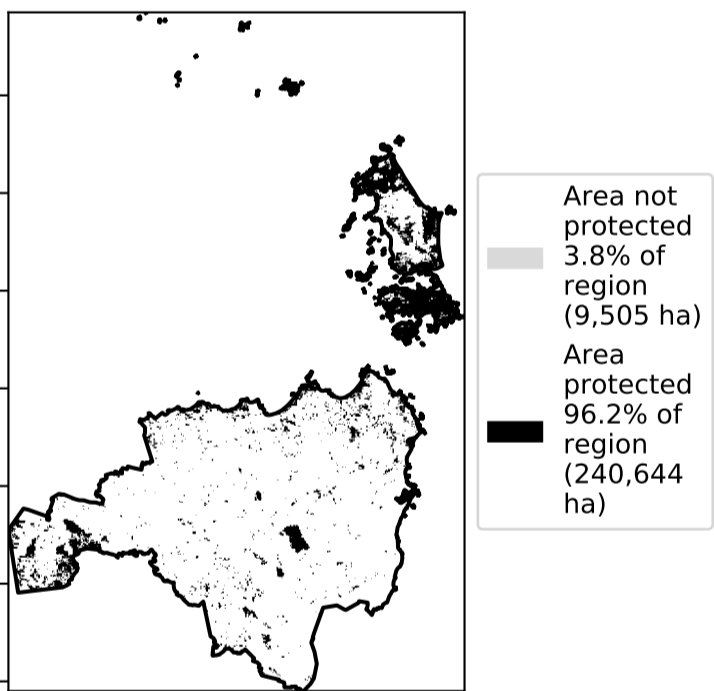 Area not
protected
3.8% of
region
(9,505 ha)
Area
protected
96.2% of
region
(240,644
ha)